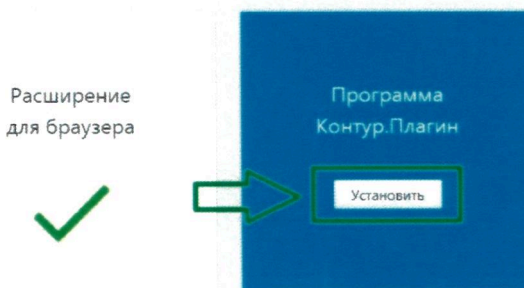 Расширение
для браузера
Программа
Контур.Плагин
Установить